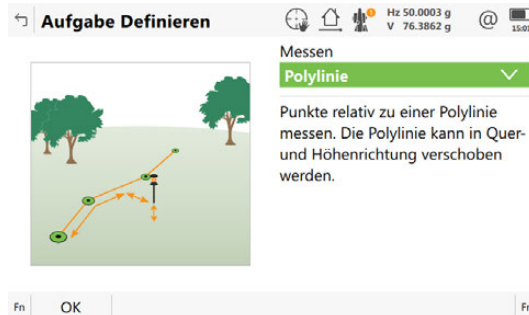 Aufgabe Definieren
Hz 50.0003 g
V 76.3862 g
@
Messen
Polylinie
Punkte relativ zu einer Polylinie
messen. Die Polylinie kann in Quer-
und Höhenrichtung verschoben
werden.
Fn OK